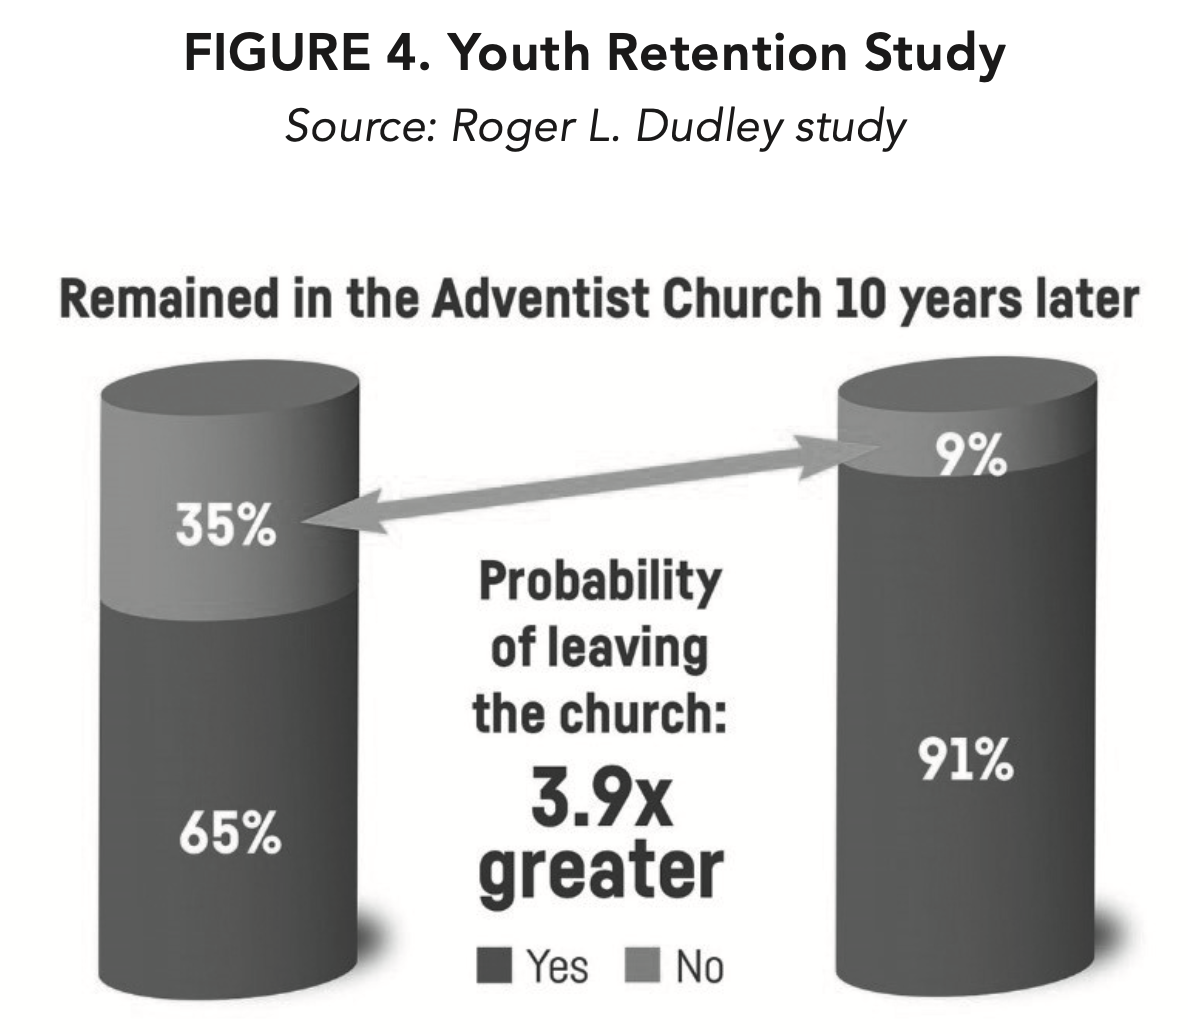 FIGURE 4. Youth Retention Study
Source: Roger L. Dudley study
Remained in the Adventist Church 10 years later
35%
9%
Probability
of leaving
the church:
3.9x
greater
65%
91%
Yes No